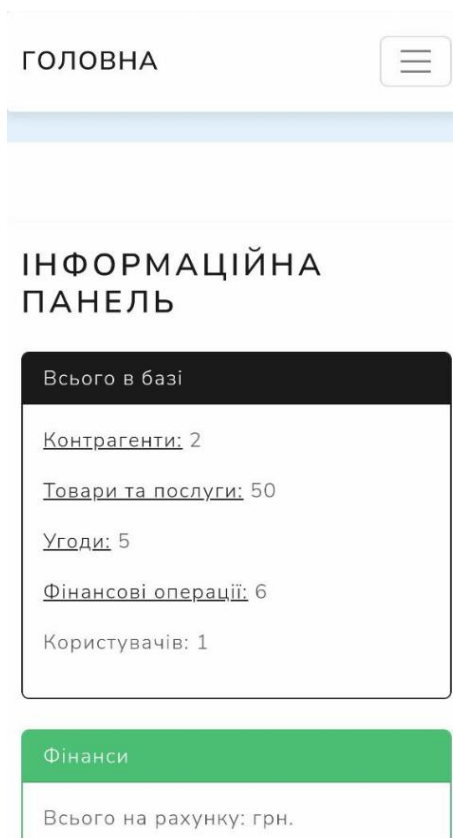 ГОЛОВНА
ІНФОРМАЦІЙНА
ПАНЕЛЬ
Всього в базі
Контрагенти: 2
Товари та послуги: 50
Угоди: 5
Фінансові операції: 6
Користувачів: 1
Фінанси
Всього на рахунку: грн.